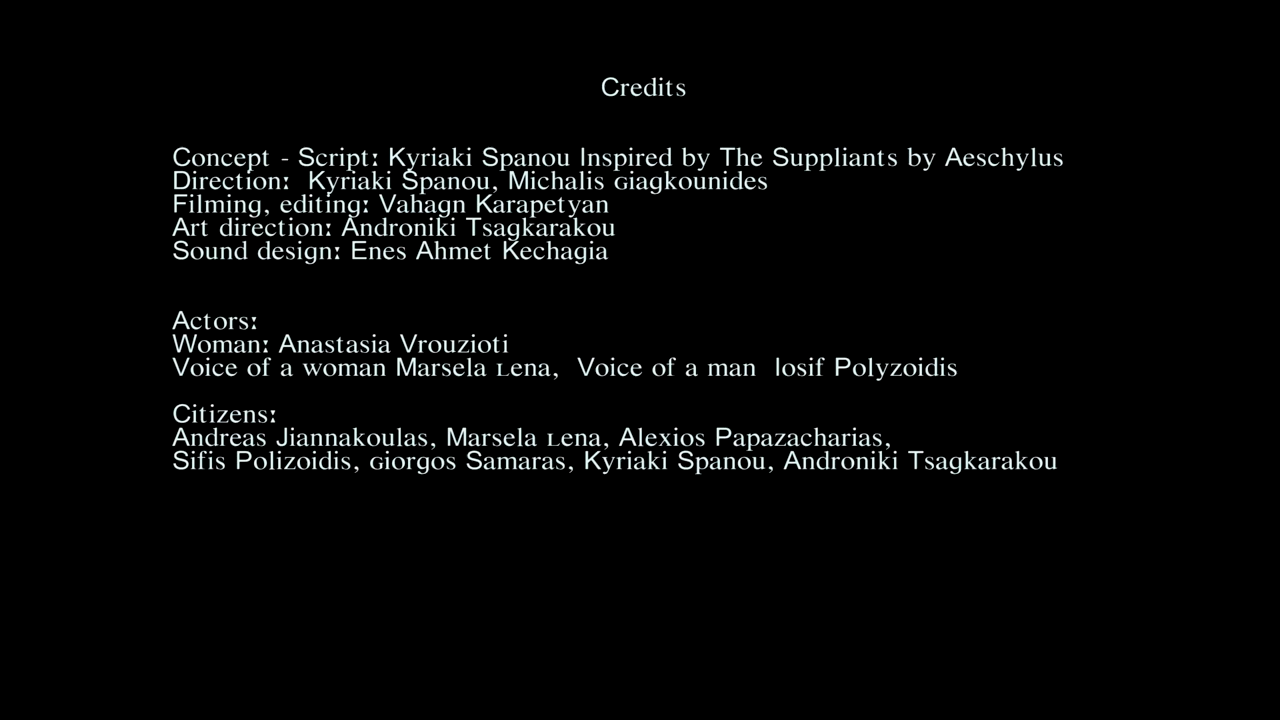 Credits
Concept - Script: Kyriaki Spanou Inspired by The Suppliants by Aeschylus
Direction:  Kyriaki Spanou, Michalis Giagkounides
Filming, editing: Vahagn Karapetyan
Art direction: Androniki Tsagkarakou
Sound design: Enes Ahmet Kechagia
Actors:
Woman: Anastasia Vrouzioti
Voice of a woman Marsela Lena,  Voice of a man  Iosif Polyzoidis
Citizens:
Andreas Jiannakoulas, Marsela Lena, Alexios Papazacharias,
Sifis Polizoidis, Giorgos Samaras, Kyriaki Spanou, Androniki Tsagkarakou